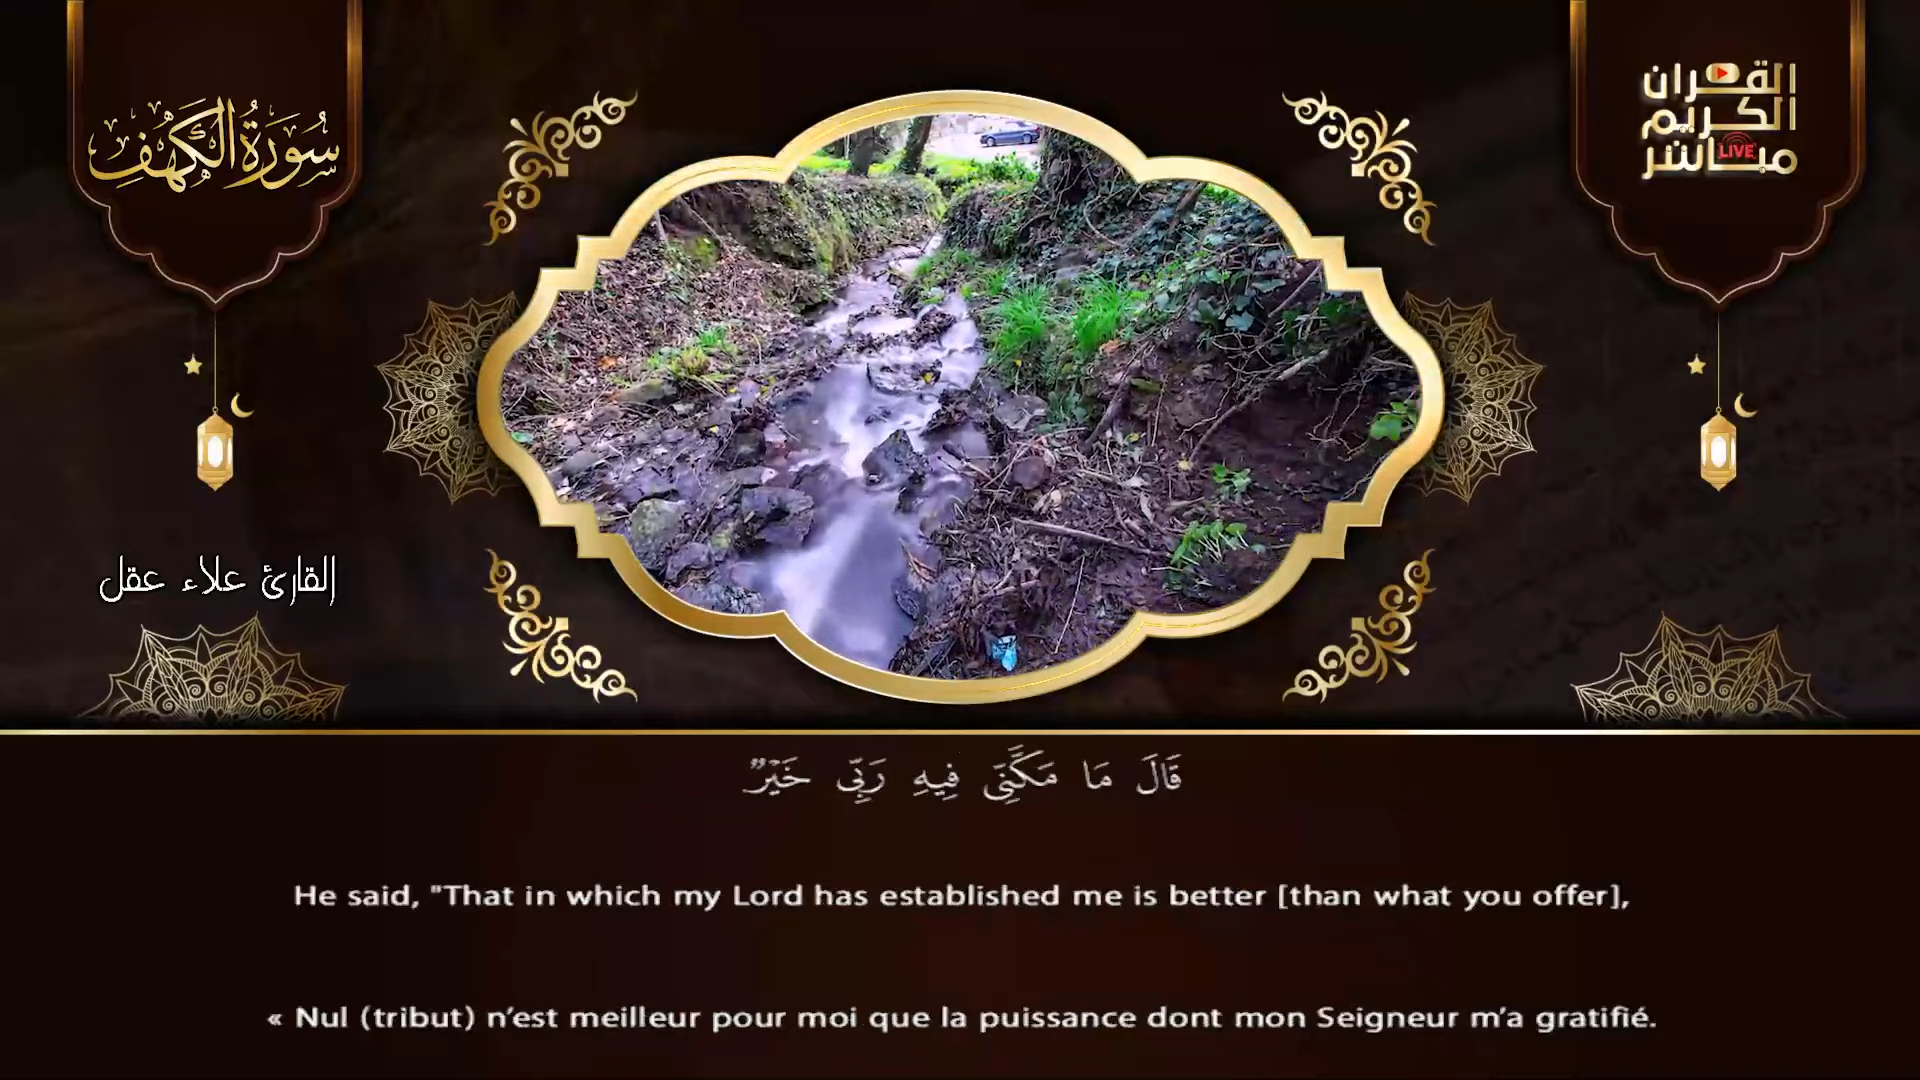 سُورَةُ الكَهْفِ
القرآن
الكريم
مباشر
LIVE
القارئ علاء عقل
قَالَ مَا مَكَّنِّى فِيهِ رَبِّى خَيْرٌ
He said, "That in which my Lord has established me is better [than what you offer],
« Nul (tribut) n’est meilleur pour moi que la puissance dont mon Seigneur m’a gratifié.